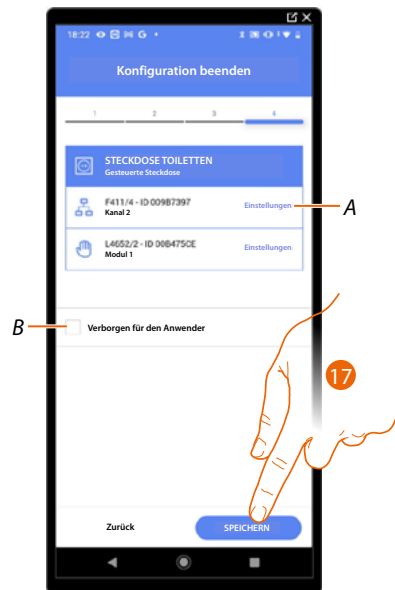 18:22
Konfiguration beenden
1 2 3 4
STECKDOSE TOILETTEN
Gesteuerte Steckdose
F411/4 - ID 009B7397
Kanal 2
Einstellungen
A
L4652/2 - ID 00B475CE
Modul 1
Einstellungen
B
Verborgen für den Anwender
17
Zurück
SPEICHERN